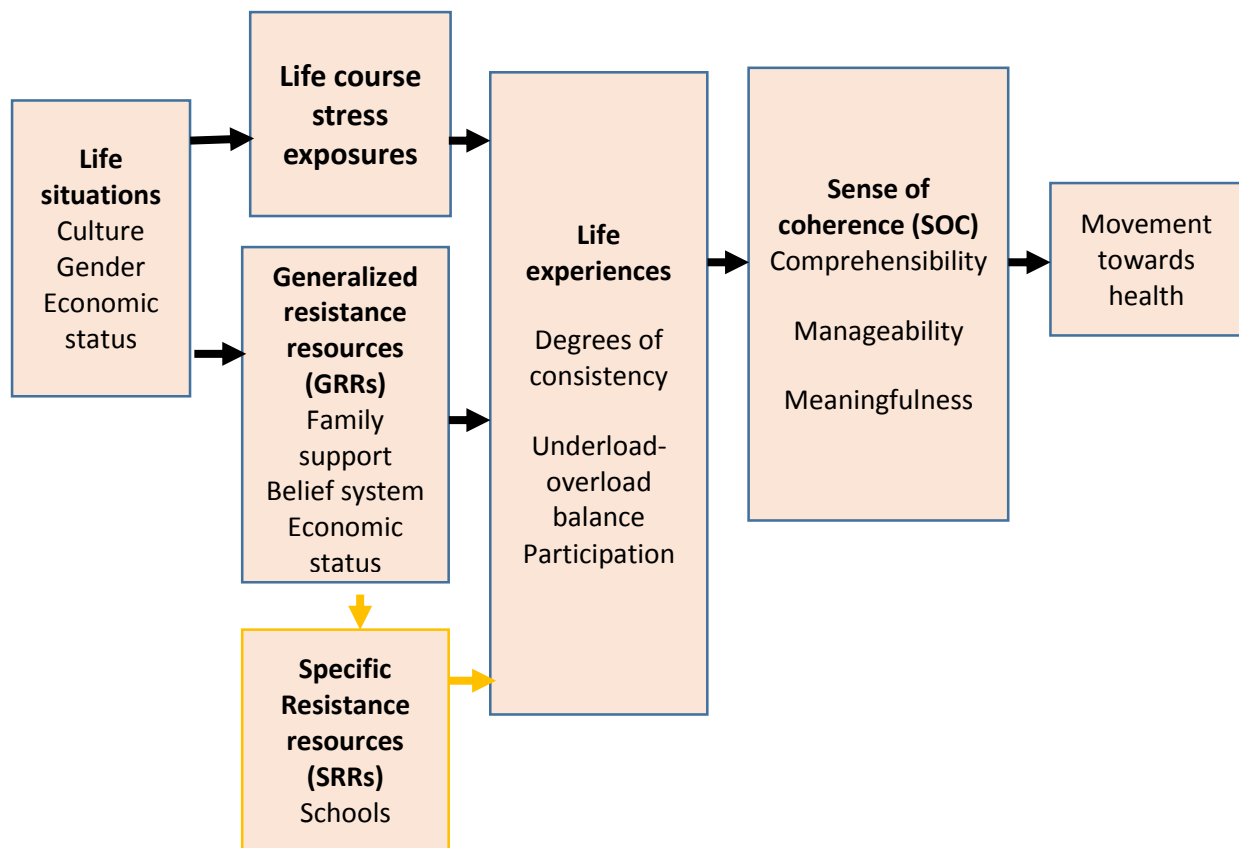 Life
situations
Culture
Gender
Economic
status
Life course
stress
exposures
Generalized
resistance
resources
(GRRs)
Family
support
Belief system
Economic
status
Specific
Resistance
resources
(SRRs)
Schools
Life
experiences
Degrees of
consistency
Underload-
overload
balance
Participation
Sense of
coherence (SOC)
Comprehensibility
Manageability
Meaningfulness
Movement
towards
health